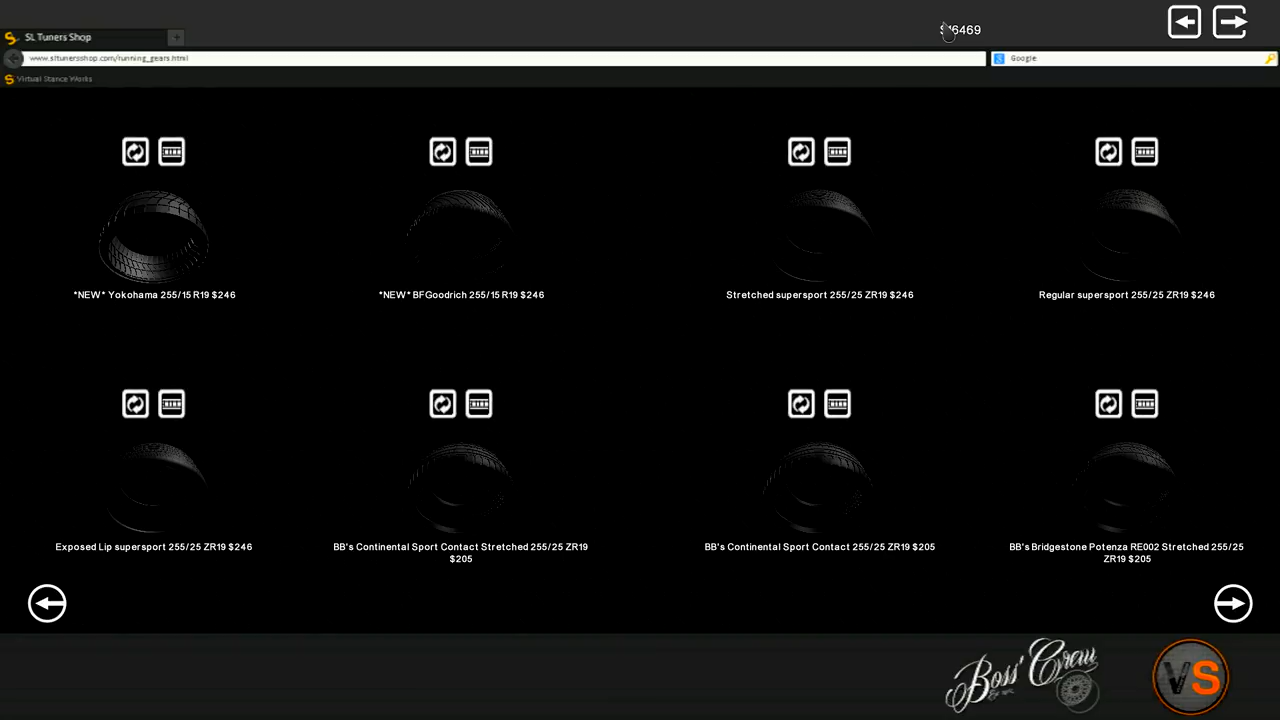 $16469
SL Tuners Shop
www.sltunersshop.com/running_gears.html
Google
Virtual Stance Works
*NEW* Yokohama 255/15 R19 $246
*NEW* BFGoodrich 255/15 R19 $246
Stretched supersport 255/25 ZR19 $246
Regular supersport 255/25 ZR19 $246
Exposed Lip supersport 255/25 ZR19 $246
BB's Continental Sport Contact Stretched 255/25 ZR19
$205
BB's Continental Sport Contact 255/25 ZR19 $205
BB's Bridgestone Potenza RE002 Stretched 255/25
ZR19 $205
Boss' Crew
VS